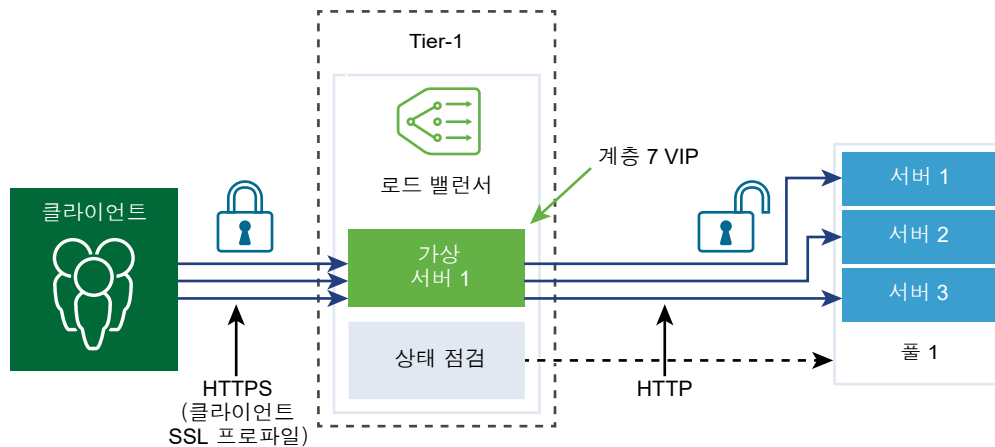 Tier-1
로드 밸런서
계층 7 VIP
클라이언트
가상
서버 1
상태 점검
서버 1
서버 2
서버 3
풀 1
HTTPS
(클라이언트
SSL 프로파일)
HTTP